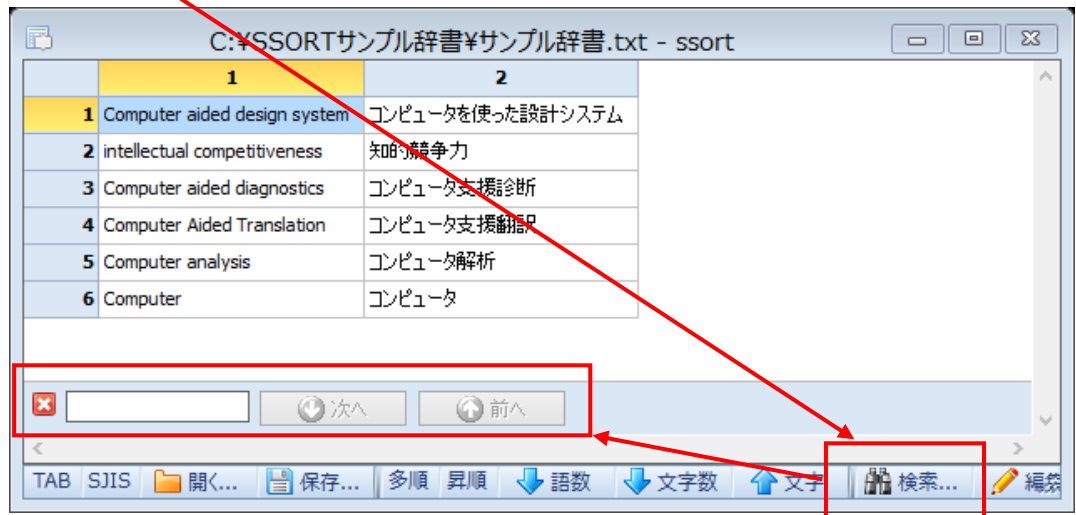 C:¥SSORTサンプル辞書¥サンプル辞書.txt - ssort
1 2
1 Computer aided design system コンピュータを使った設計システム
2 intellectual competitiveness 知的競争力
3 Computer aided diagnostics コンピュータ支援診断
4 Computer Aided Translation コンピュータ支援翻訳
5 Computer analysis コンピュータ解析
6 Computer コンピュータ
次へ 前へ
TAB SJIS 開く... 保存... 多順 昇順 語数 文字数 文字 検索... 編集